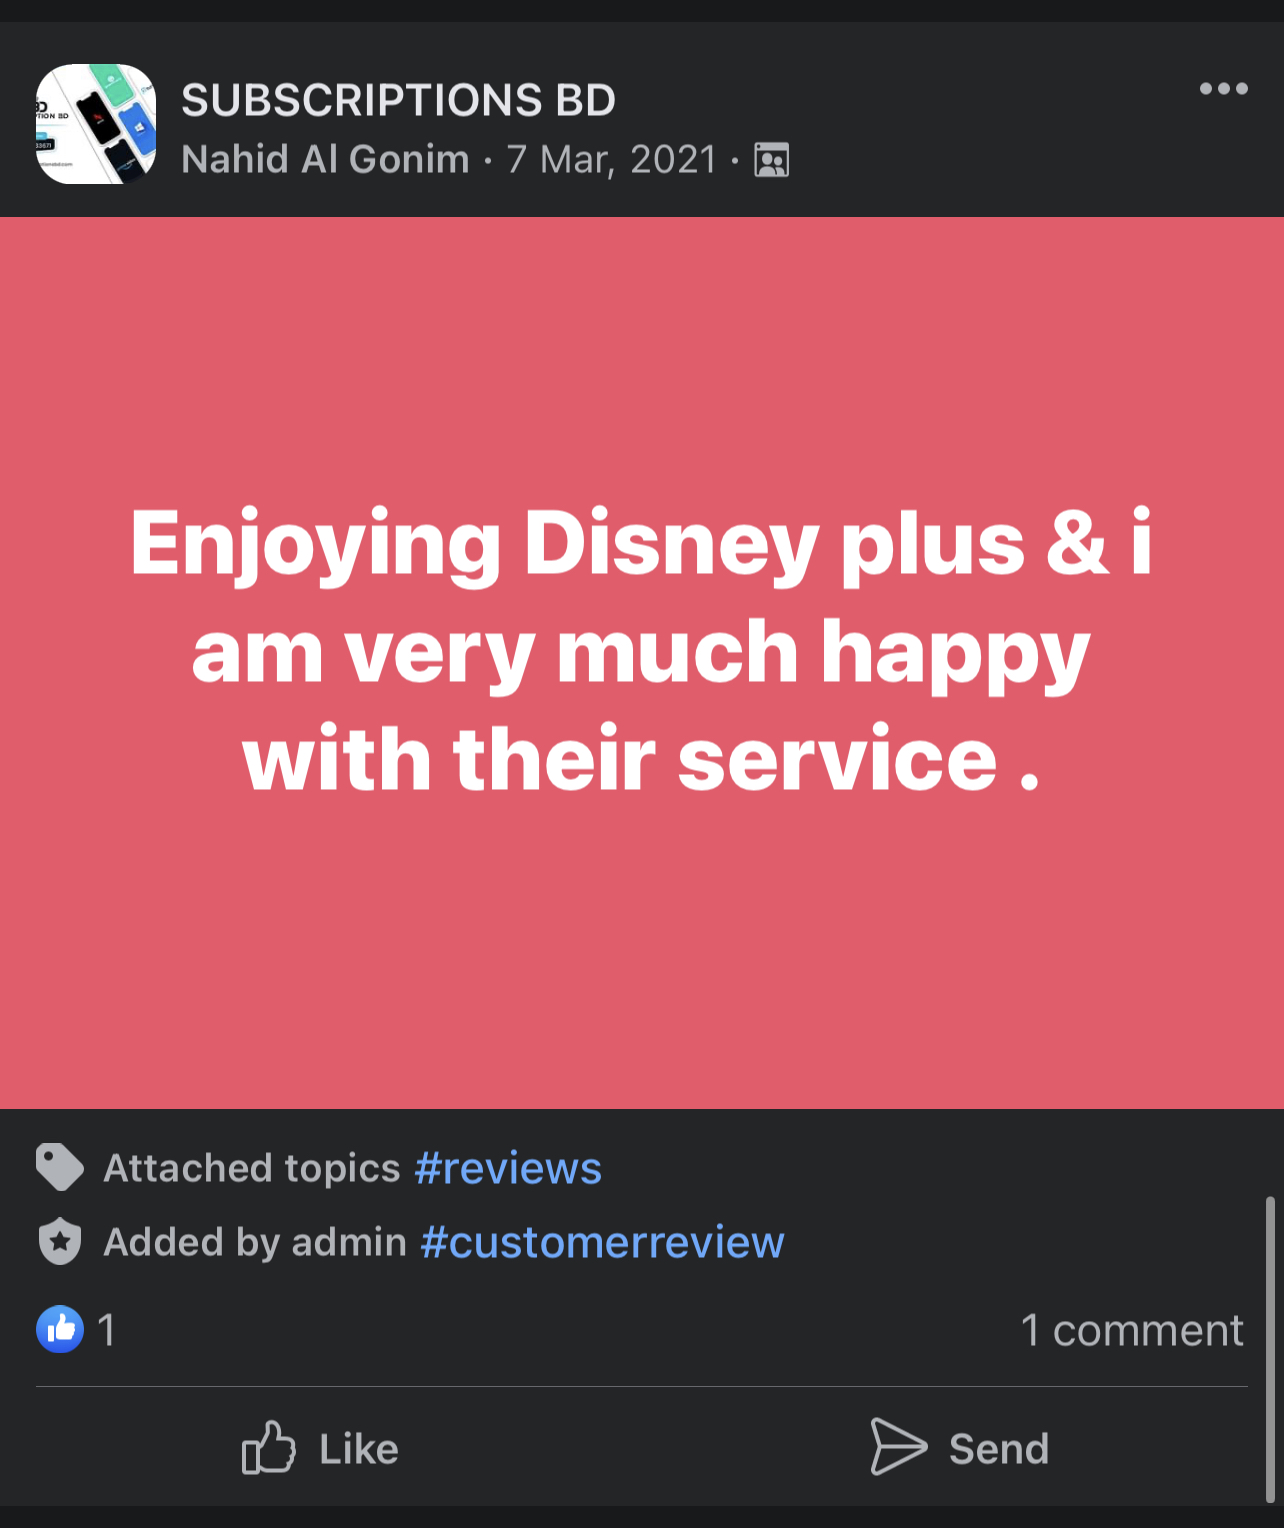 SUBSCRIPTIONS BD
Nahid Al Gonim · 7 Mar, 2021 ·
Enjoying Disney plus & i
am very much happy
with their service .
Attached topics #reviews
Added by admin #customerreview
1
1 comment
Like
Send